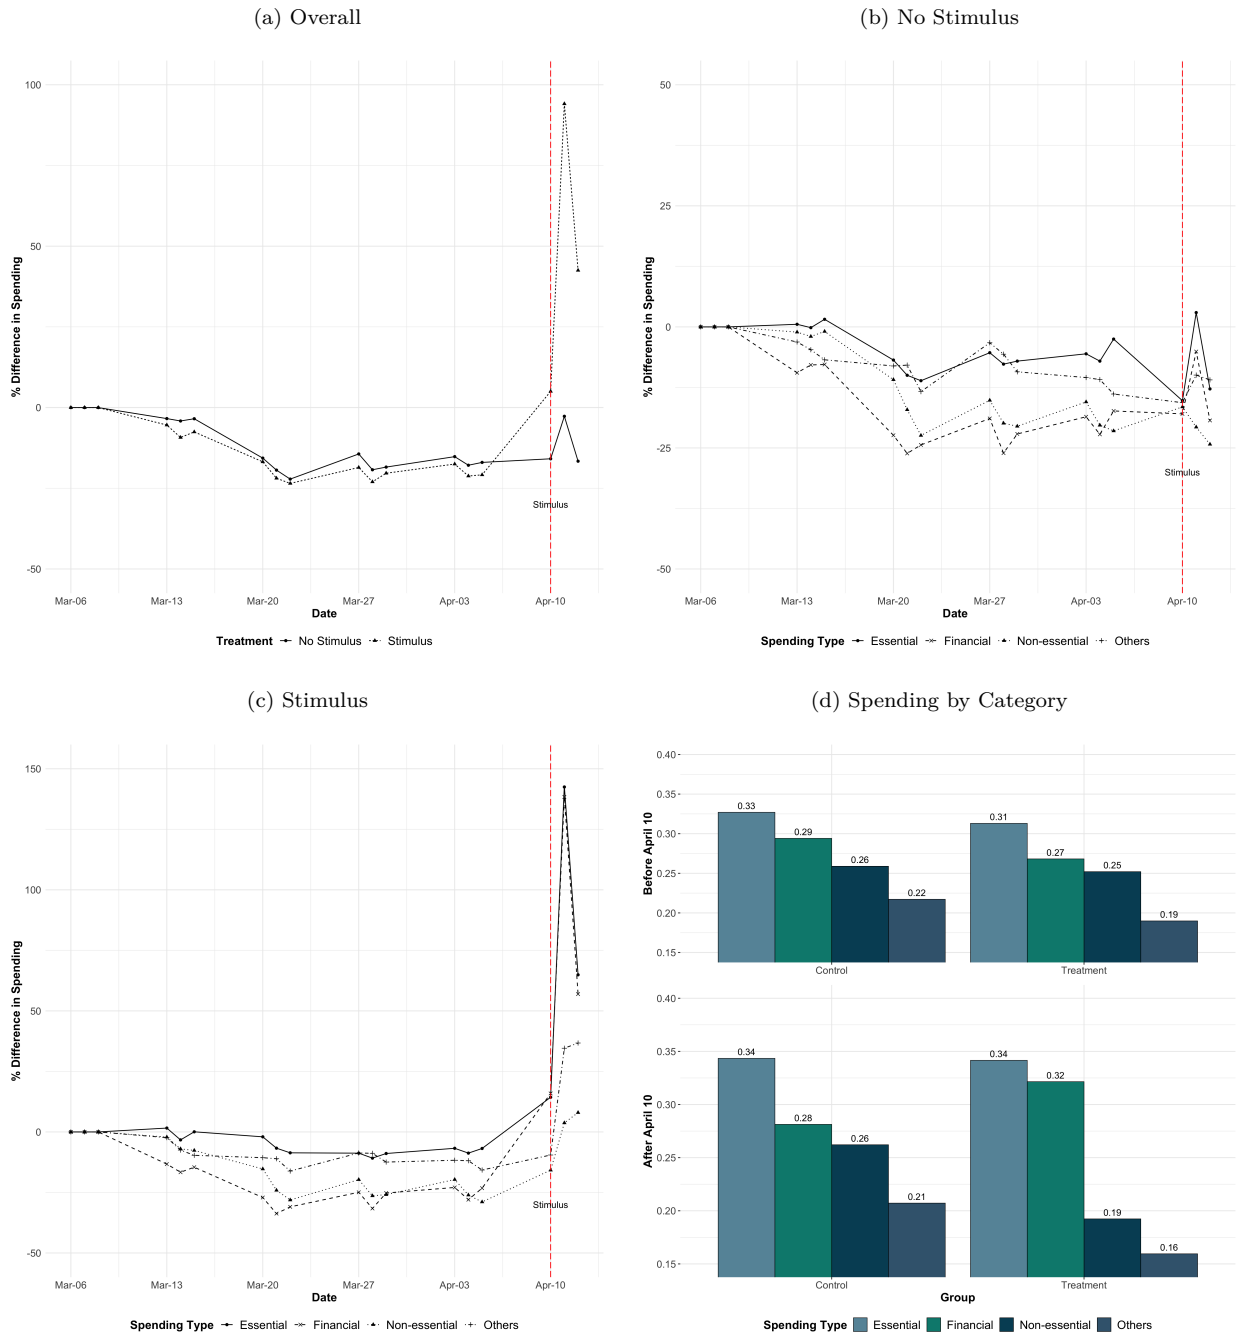 (a) Overall
100
50
0
-50
% Difference in Spending
Stimulus
Mar-06 Mar-13 Mar-20 Mar-27 Apr-03 Apr-10
Date
Treatment No Stimulus Stimulus
(b) No Stimulus
50
25
0
-25
-50
% Difference in Spending
Stimulus
Mar-06 Mar-13 Mar-20 Mar-27 Apr-03 Apr-10
Date
Spending Type Essential Financial Non-essential Others
(c) Stimulus
150
100
50
0
-50
% Difference in Spending
Stimulus
Mar-06 Mar-13 Mar-20 Mar-27 Apr-03 Apr-10
Date
Spending Type Essential Financial Non-essential Others
(d) Spending by Category
0.40
0.35
0.30
0.25
0.20
0.15
Before April 10
0.33 0.29 0.26 0.22 0.31 0.27 0.25 0.19
Control Treatment
0.40
0.35
0.30
0.25
0.20
0.15
After April 10
0.34 0.28 0.26 0.21 0.34 0.32 0.19 0.16
Control Treatment
Group
Spending Type Essential Financial Non-essential Others